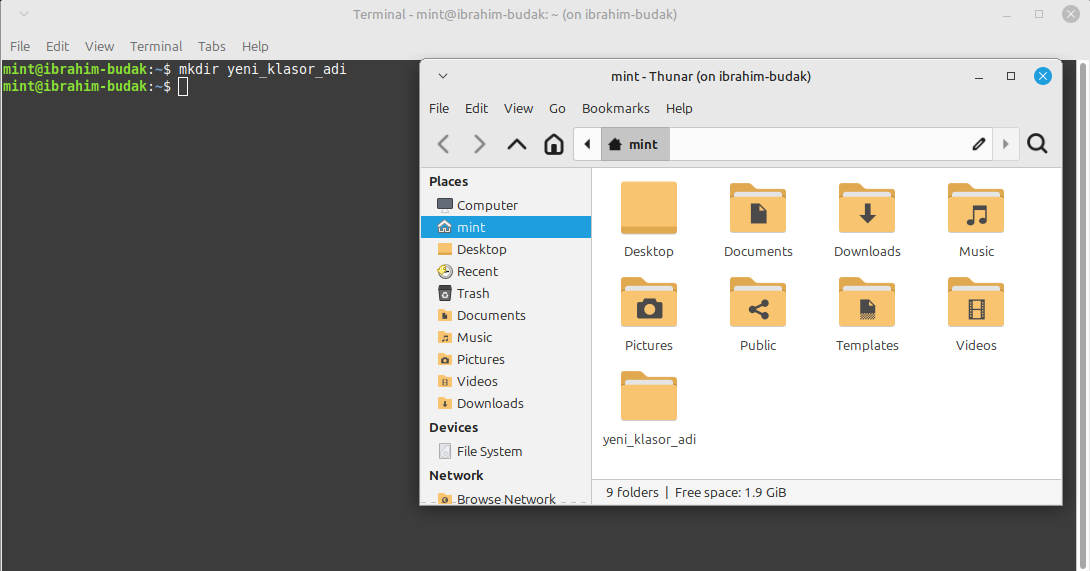 Terminal - mint@ibrahim-budak: ~ (on ibrahim-budak)
File Edit View Terminal Tabs Help
mint@ibrahim-budak:~$ mkdir yeni_klasor_adi
mint@ibrahim-budak:~$
mint - Thunar (on ibrahim-budak)
File Edit View Go Bookmarks Help
mint
Places
Computer
mint
Desktop
Recent
Trash
Documents
Music
Pictures
Videos
Downloads
Devices
File System
Network
Browse Network
Desktop Documents Downloads Music
Pictures Public Templates Videos
yeni_klasor_adi
9 folders | Free space: 1.9 GiB